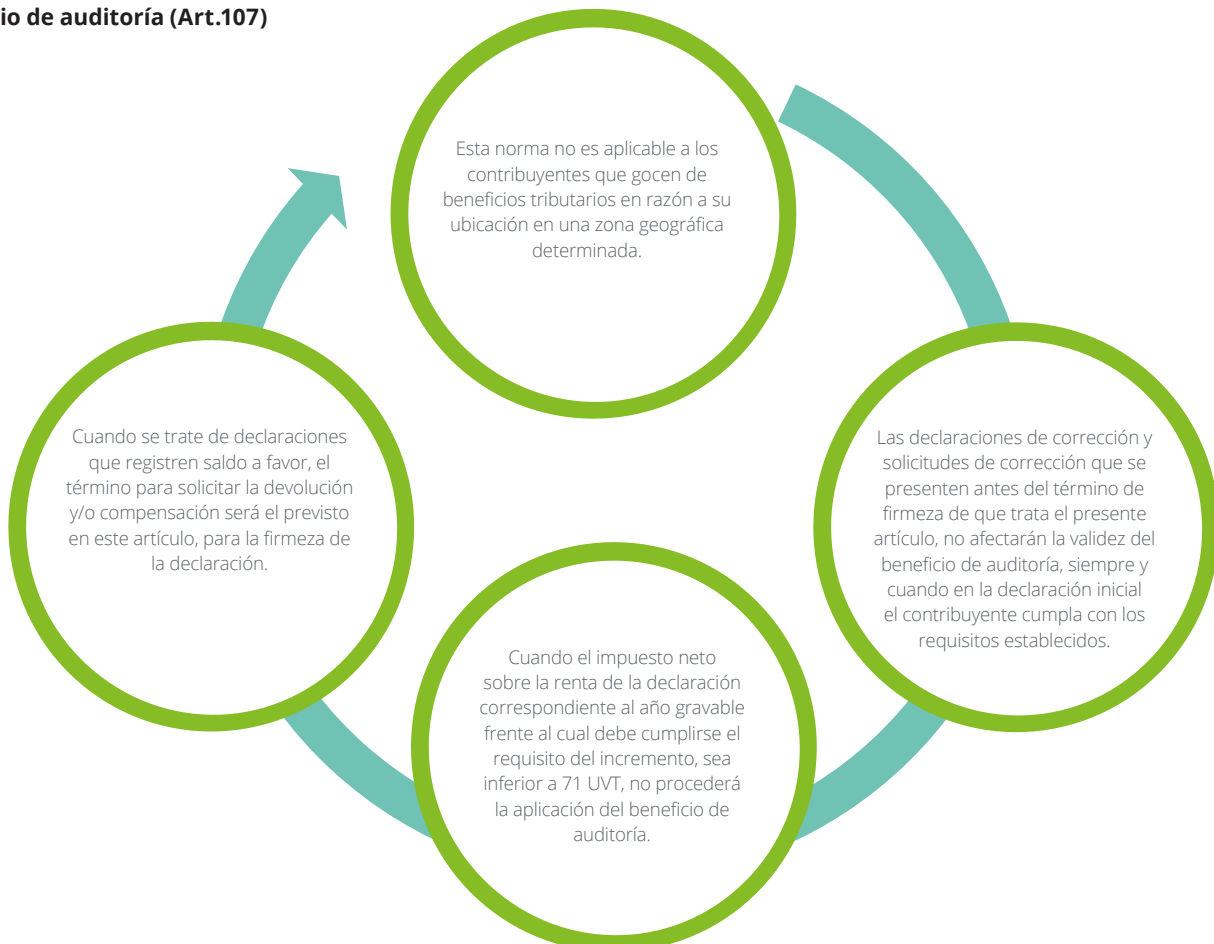 io de auditoría (Art.107)
Esta norma no es aplicable a los
contribuyentes que gocen de
beneficios tributarios en razón a su
ubicación en una zona geográfica
determinada.
Las declaraciones de corrección y
solicitudes de corrección que se
presenten antes del término de
firmeza de que trata el presente
artículo, no afectarán la validez del
beneficio de auditoría, siempre y
cuando en la declaración inicial
el contribuyente cumpla con los
requisitos establecidos.
Cuando el impuesto neto
sobre la renta de la declaración
correspondiente al año gravable
frente al cual debe cumplirse el
requisito del incremento, sea
inferior a 71 UVT, no procederá
la aplicación del beneficio de
auditoría.
Cuando se trate de declaraciones
que registren saldo a favor, el
término para solicitar la devolución
y/o compensación será el previsto
en este artículo, para la firmeza de
la declaración.